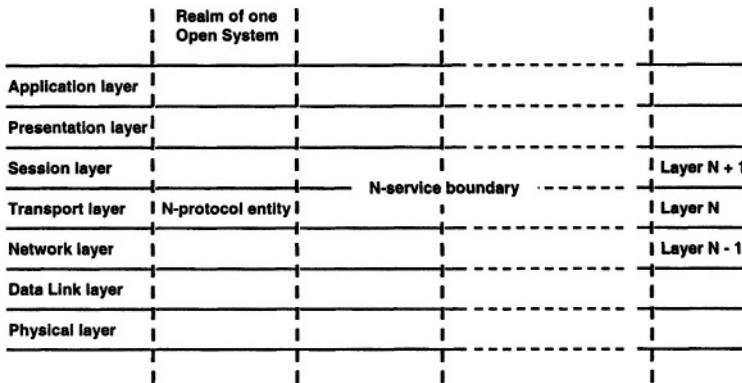 Realm of one
Open System
Application layer
Presentation layer
Session layer
Layer N + 1
N-service boundary
Transport layer
N-protocol entity
Layer N
Network layer
Layer N - 1
Data Link layer
Physical layer